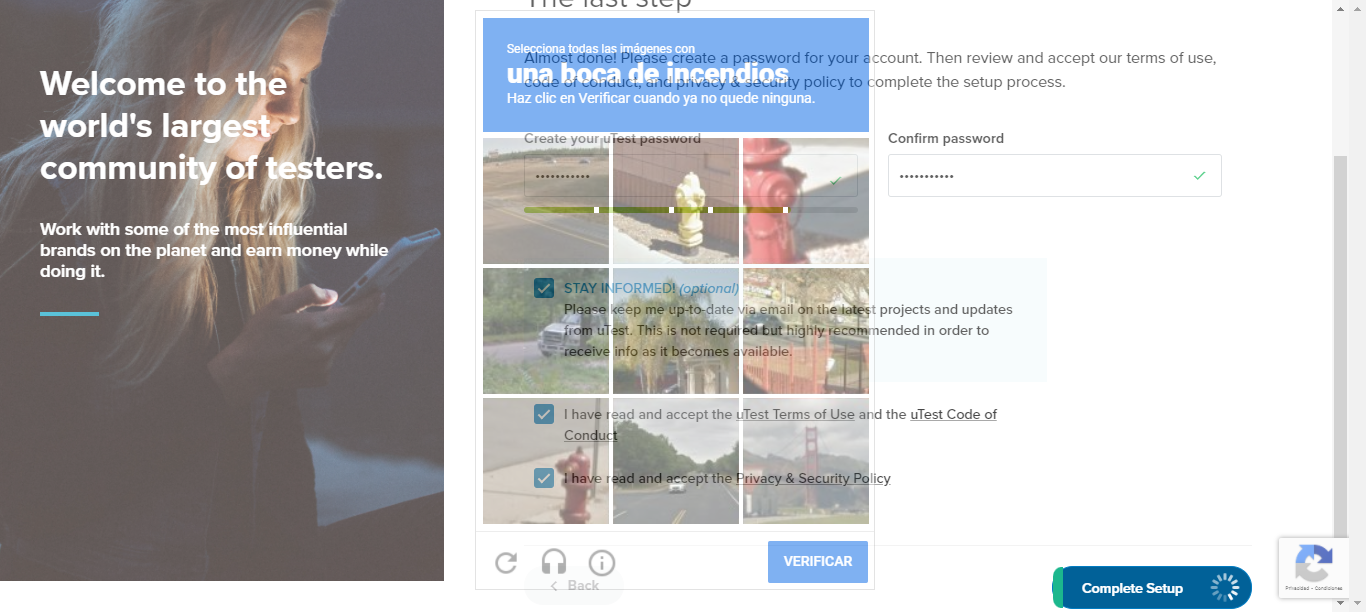 The last step
Welcome to the
world's largest
community of testers.
Work with some of the most influential
brands on the planet and earn money while
doing it.
Almost done! Please create a password for your account. Then review and accept our terms of use,
code of conduct, and privacy & security policy to complete the setup process.
Selecciona todas las imágenes con
una boca de incendios
Haz clic en Verificar cuando ya no quede ninguna.
Create your uTest password
Confirm password
STAY INFORMED! (optional)
Please keep me up-to-date via email on the latest projects and updates
from uTest. This is not required but highly recommended in order to
receive info as it becomes available.
I have read and accept the uTest Terms of Use and the uTest Code of
Conduct
I have read and accept the Privacy & Security Policy
VERIFICAR
Back
Complete Setup
Privacidad - Condiciones